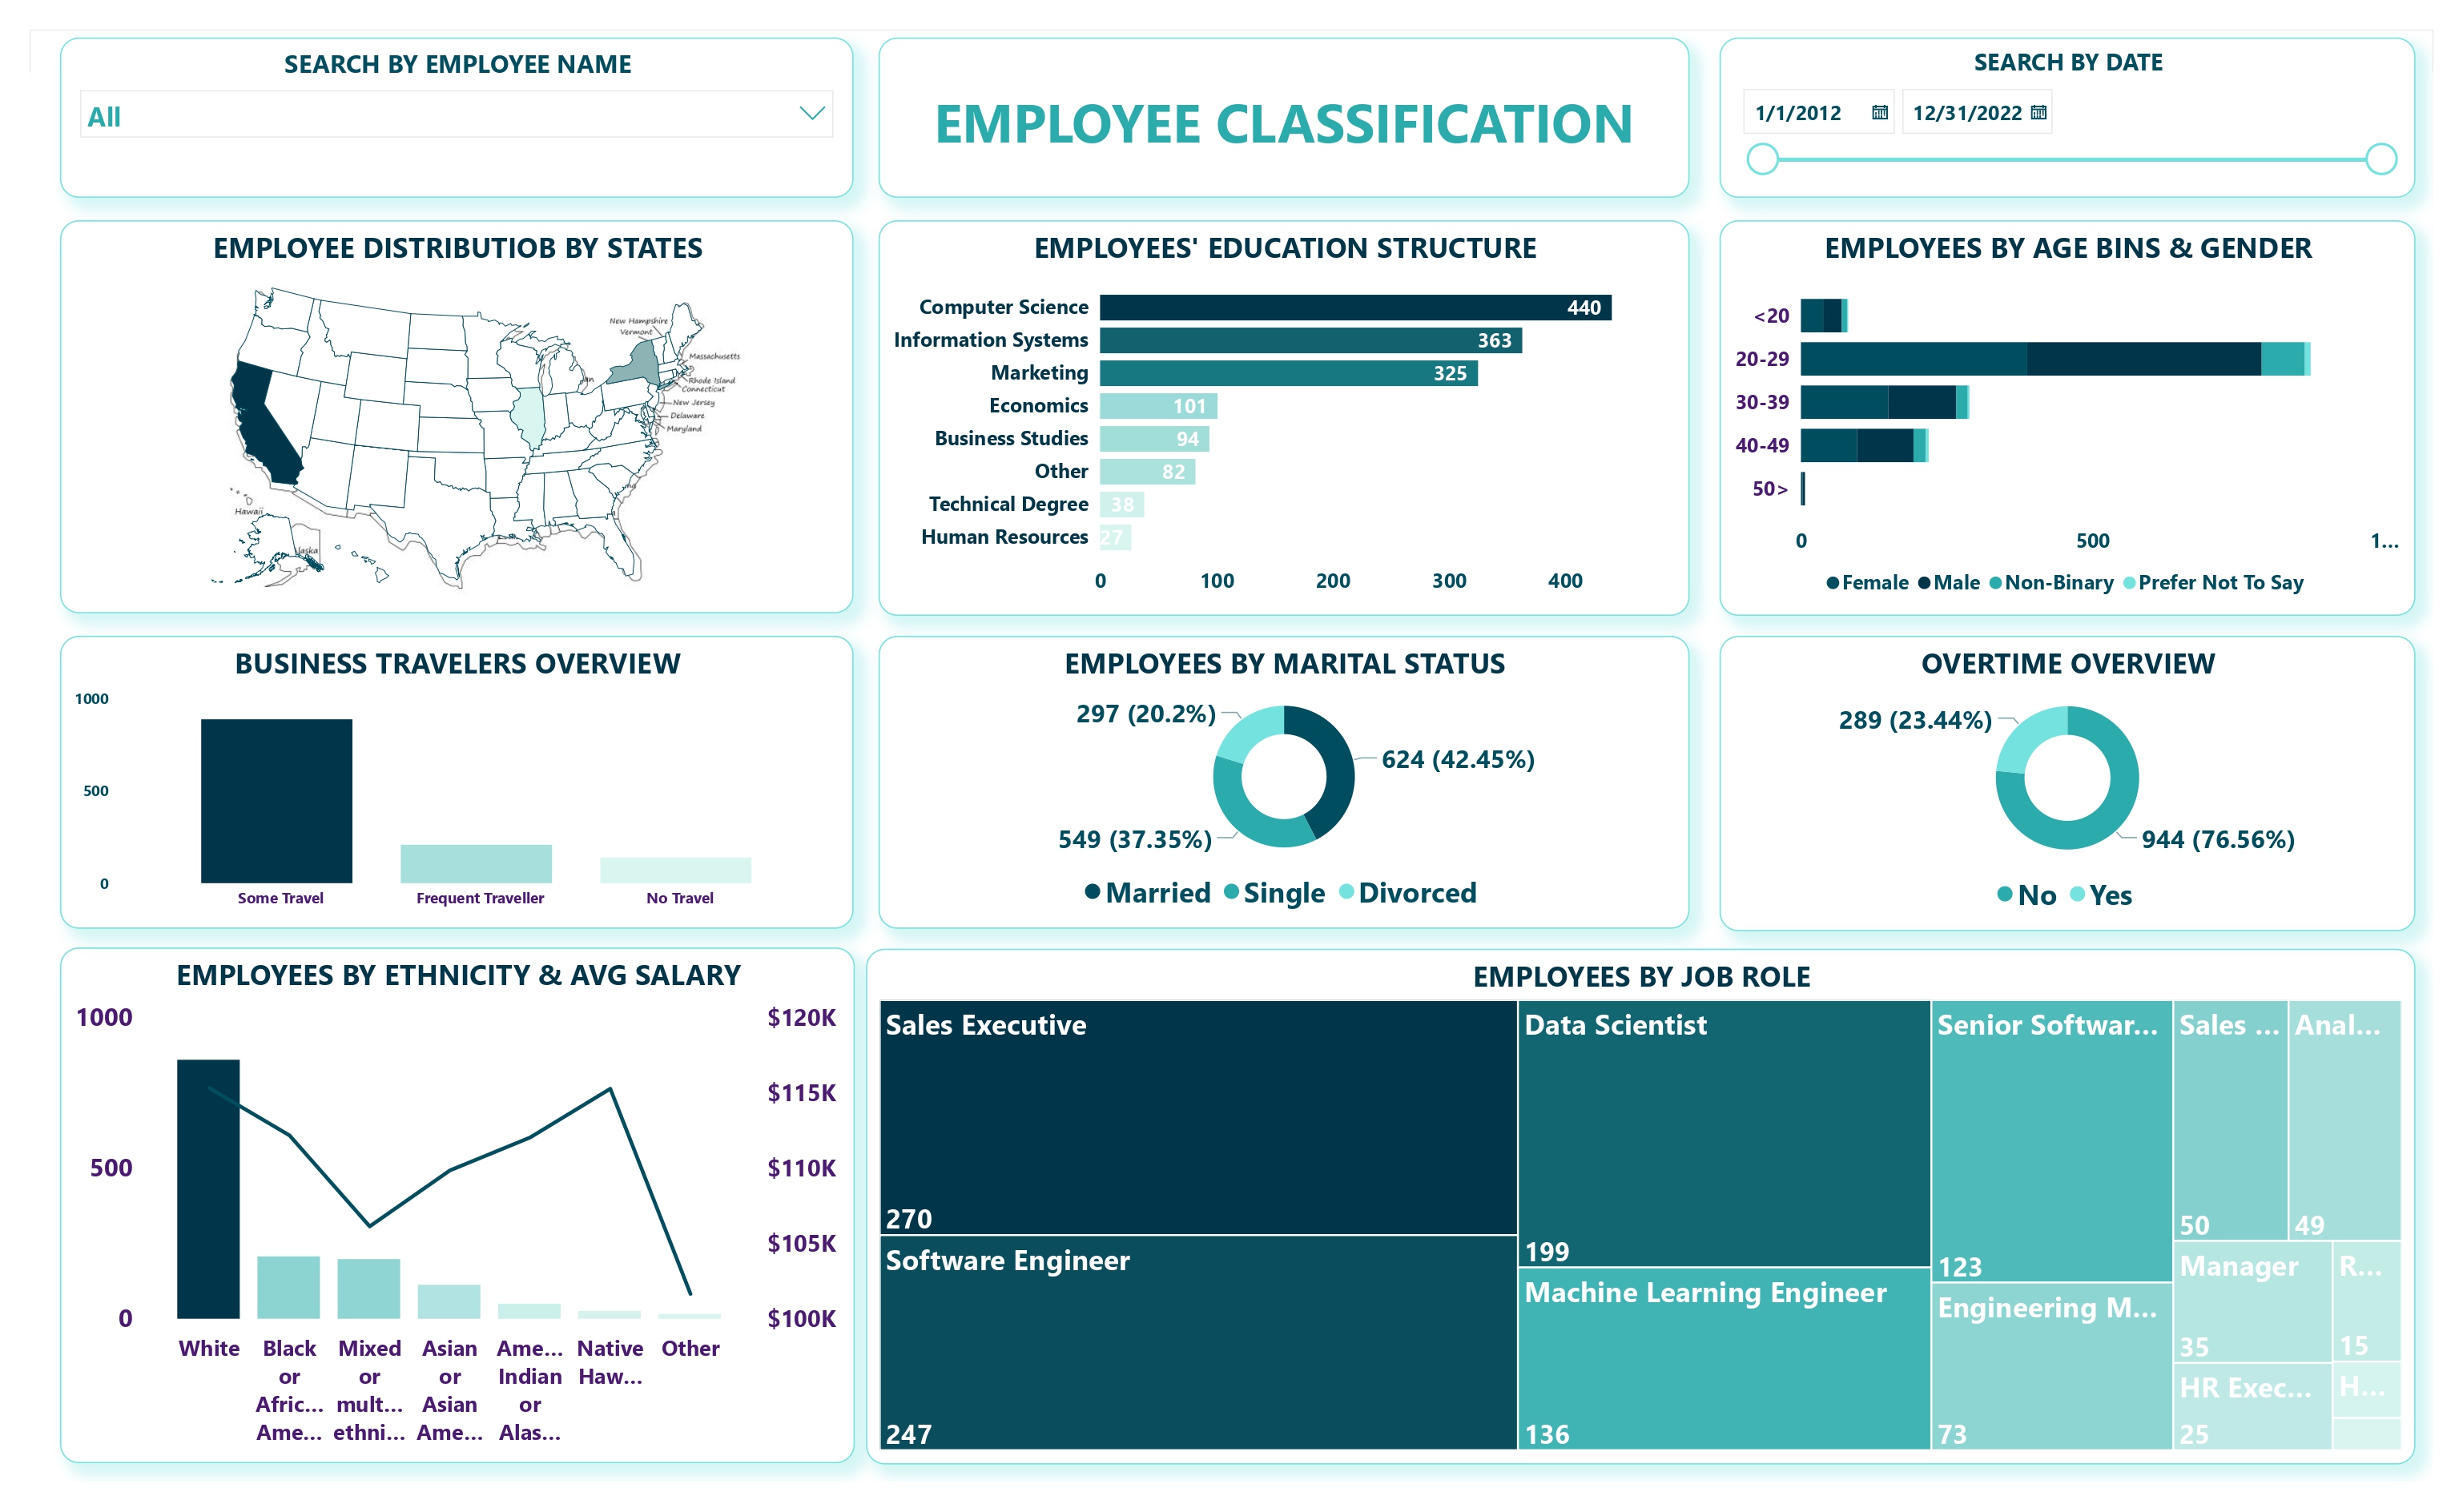 SEARCH BY EMPLOYEE NAME
All
EMPLOYEE CLASSIFICATION
SEARCH BY DATE
1/1/2012
12/31/2022
EMPLOYEE DISTRIBUTIOB BY STATES
New Hampshire
Vermont
Massachusetts
Rhode Island
Connecticut
New Jersey
Delaware
Maryland
Hawaii
EMPLOYEES' EDUCATION STRUCTURE
Computer Science 440
Information Systems 363
Marketing 325
Economics 101
Business Studies 94
Other 82
Technical Degree 38
Human Resources 27
0 100 200 300 400
EMPLOYEES BY AGE BINS & GENDER
<20
20-29
30-39
40-49
50>
0 500 1...
Female Male Non-Binary Prefer Not To Say
BUSINESS TRAVELERS OVERVIEW
1000
500
0
Some Travel Frequent Traveller No Travel
EMPLOYEES BY MARITAL STATUS
297 (20.2%)
624 (42.45%)
549 (37.35%)
Married Single Divorced
OVERTIME OVERVIEW
289 (23.44%)
944 (76.56%)
No Yes
EMPLOYEES BY ETHNICITY & AVG SALARY
1000
500
0
$120K
$115K
$110K
$105K
$100K
White
Black
or
Afric...
Ame...
Mixed
or
mult...
ethni...
Asian
or
Asian
Ame...
Ame...
Indian
or
Alas...
Native
Haw...
Other
EMPLOYEES BY JOB ROLE
Sales Executive
270
Software Engineer
247
Data Scientist
199
Machine Learning Engineer
136
Senior Softwar...
123
Engineering M...
73
Sales ...
50
Anal...
49
Manager
35
R...
15
HR Exec...
25
H...